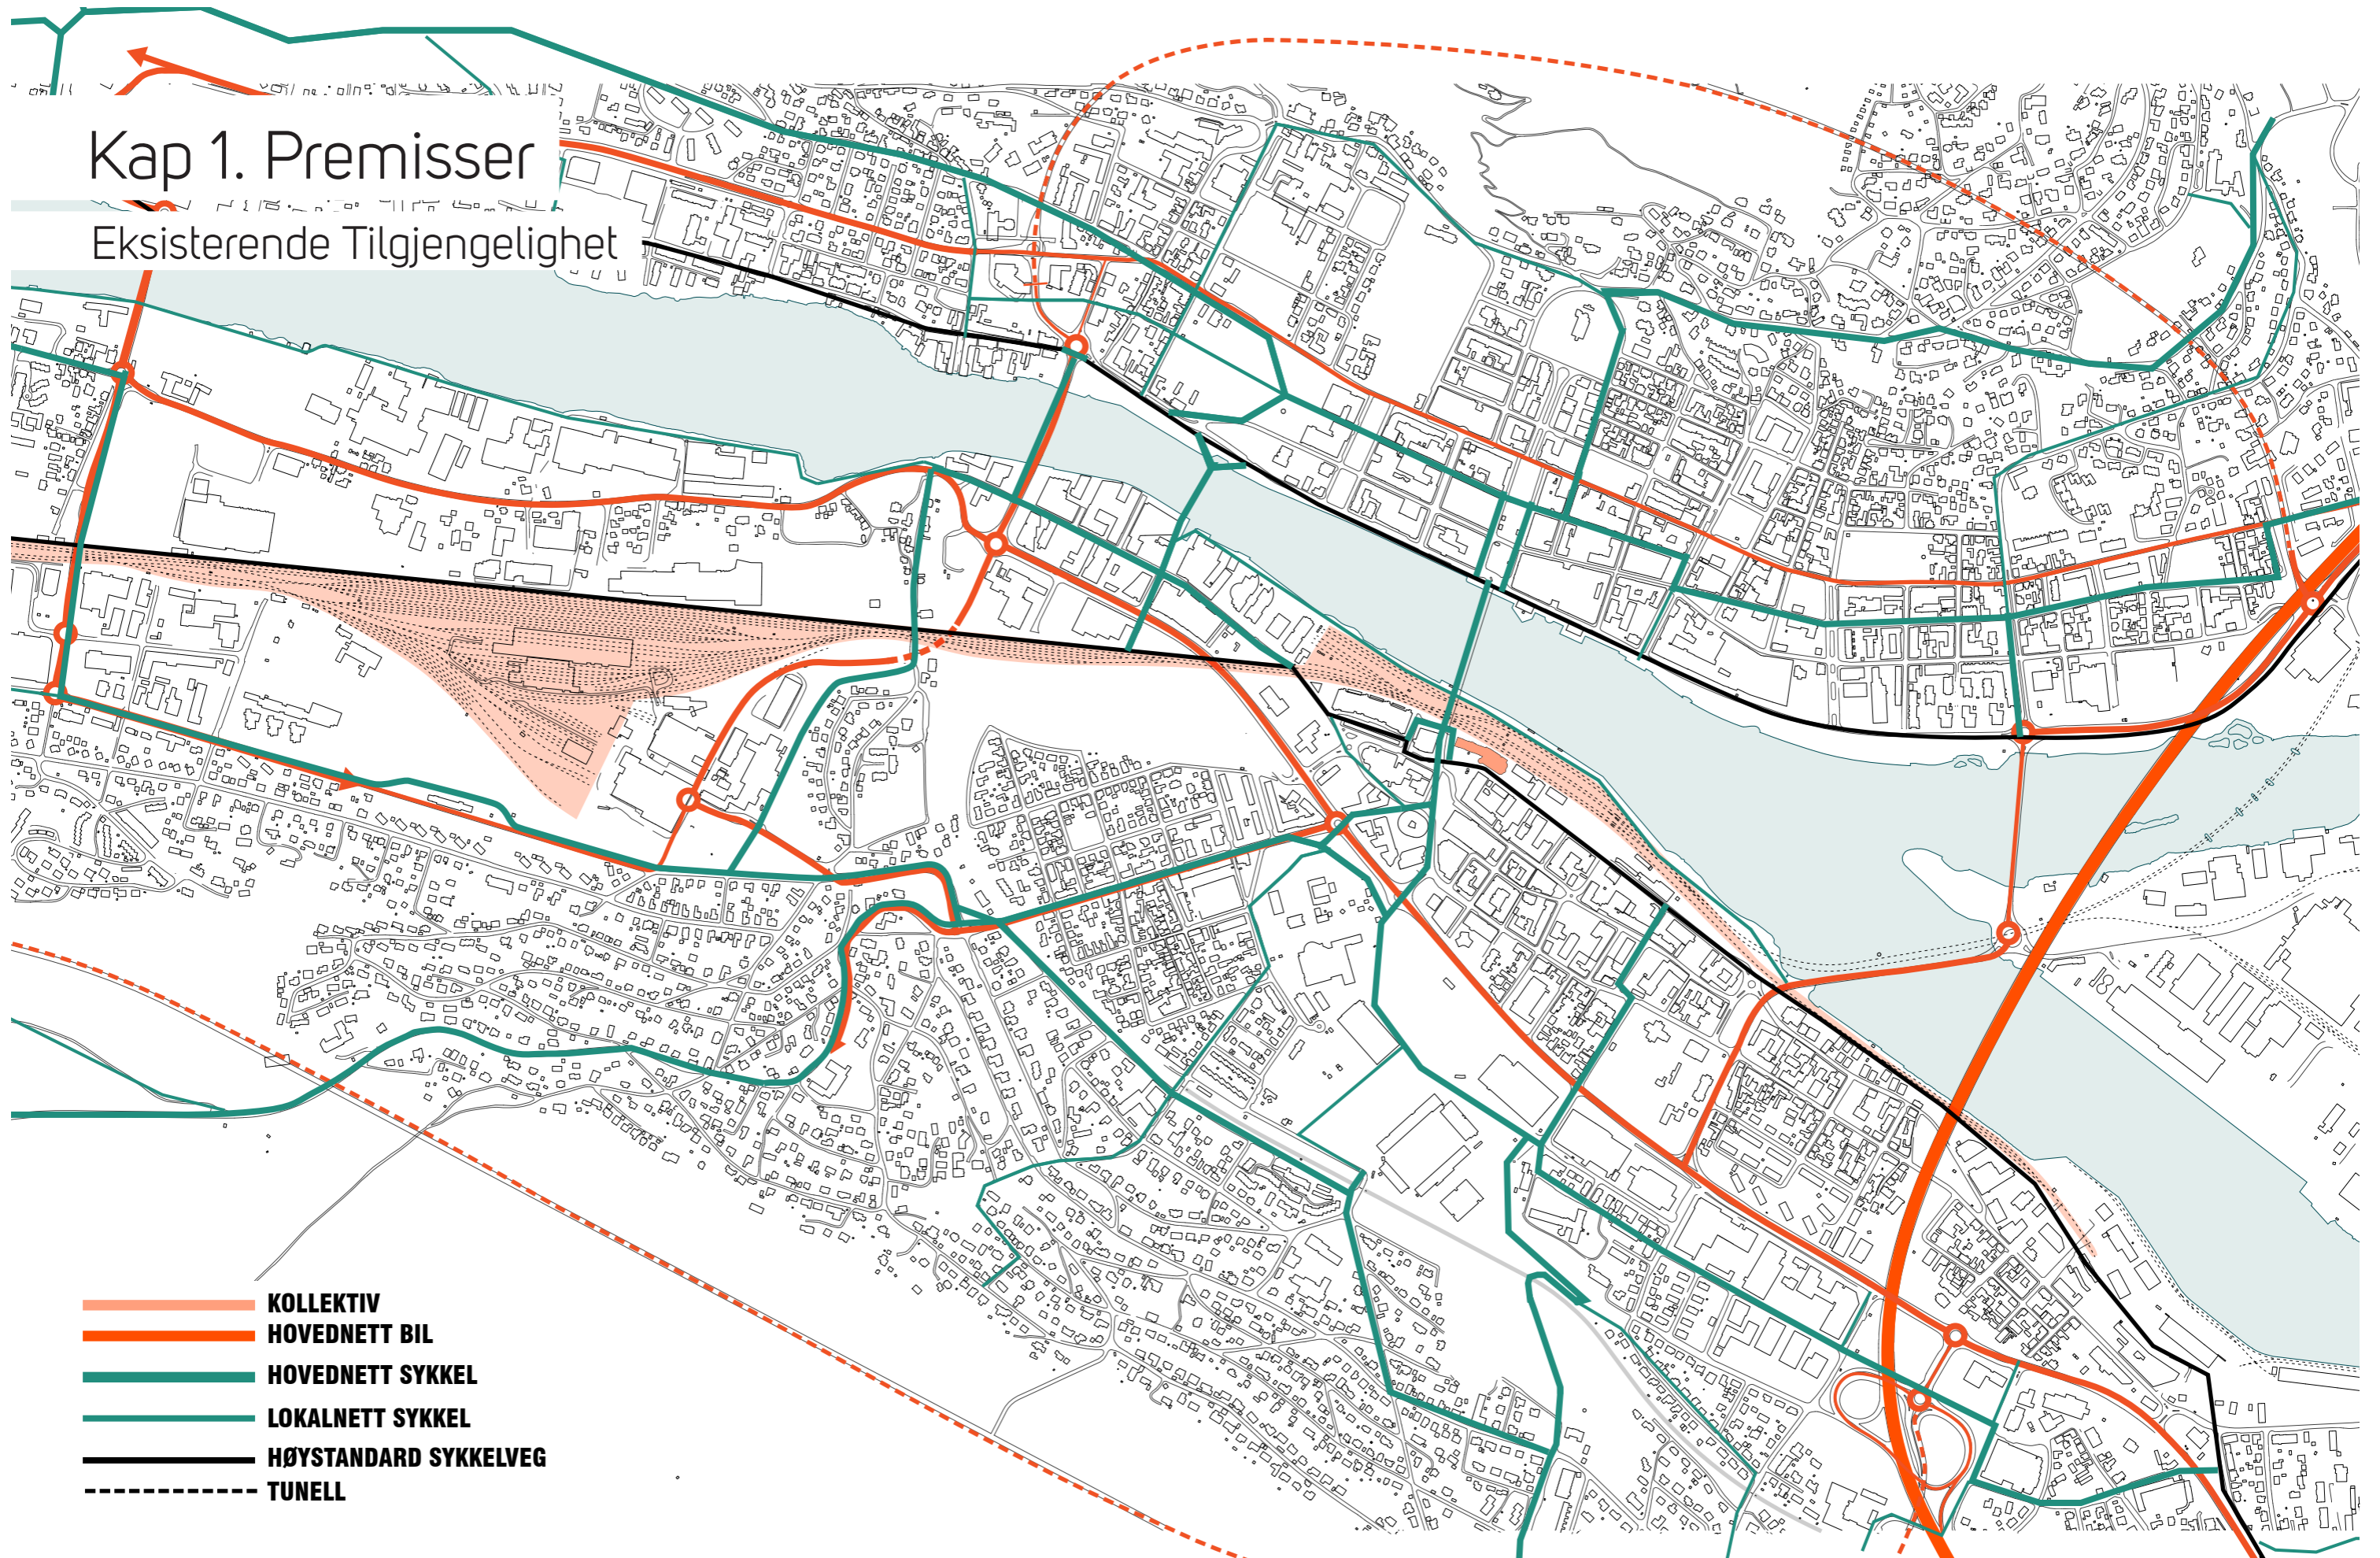 Kap 1. Premisser
Eksisterende Tilgjengelighet
KOLLEKTIV
HOVEDNETT BIL
HOVEDNETT SYKKEL
LOKALNETT SYKKEL
HØYSTANDARD SYKKELVEG
TUNELL